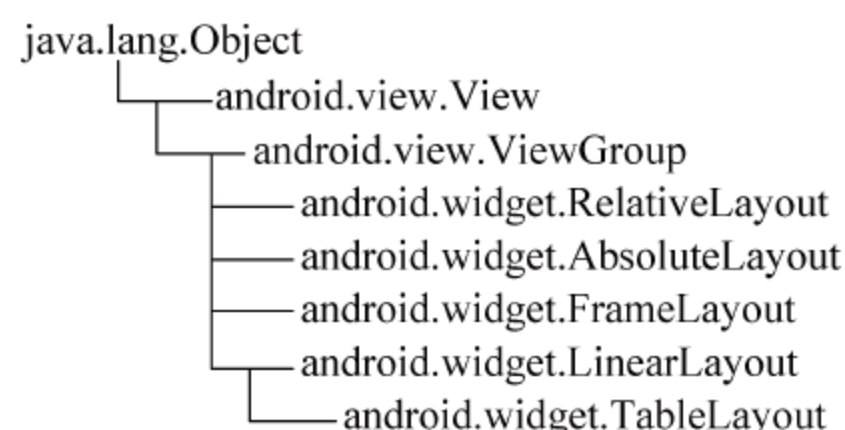 java.lang.Object
android.view.View
android.view.ViewGroup
android.widget.RelativeLayout
android.widget.AbsoluteLayout
android.widget.FrameLayout
android.widget.LinearLayout
android.widget.TableLayout